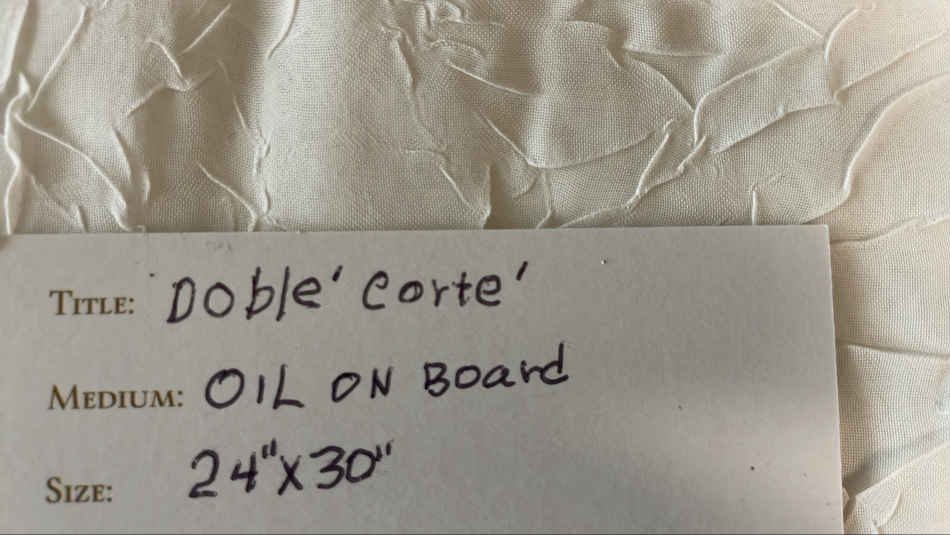 TITLE: Doble' Corte'
MEDIUM: OIL ON Board
SIZE: 24"X30"